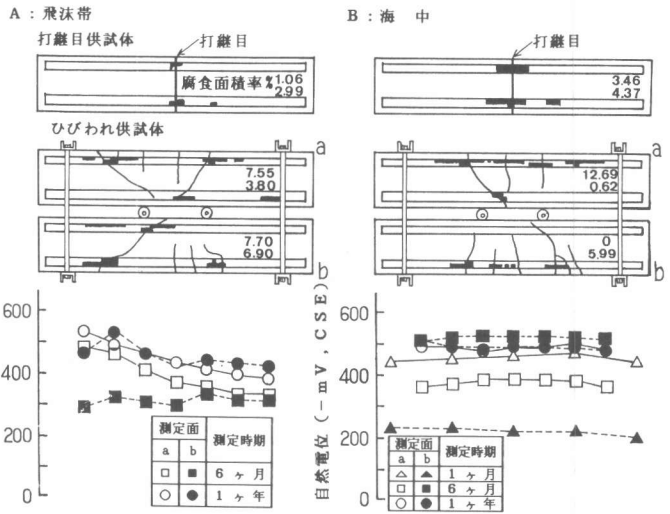 A : 飛沫帯
打継目供試体
打継目
腐食面積率 % 1.06
2.99
ひびわれ供試体
a
7.55
3.80
7.70
6.90
b
600
400
200
0
測定面 測定時期
a b
□ ■ 6 ヶ 月
○ ● 1 ヶ 年
B : 海 中
打継目
3.46
4.37
a
12.69
0.62
0
5.99
b
自然電位 (-mV, CSE)
600
400
200
0
測定面 測定時期
a b
△ ▲ 1 ヶ 月
□ ■ 6 ヶ 月
○ ● 1 ヶ 年